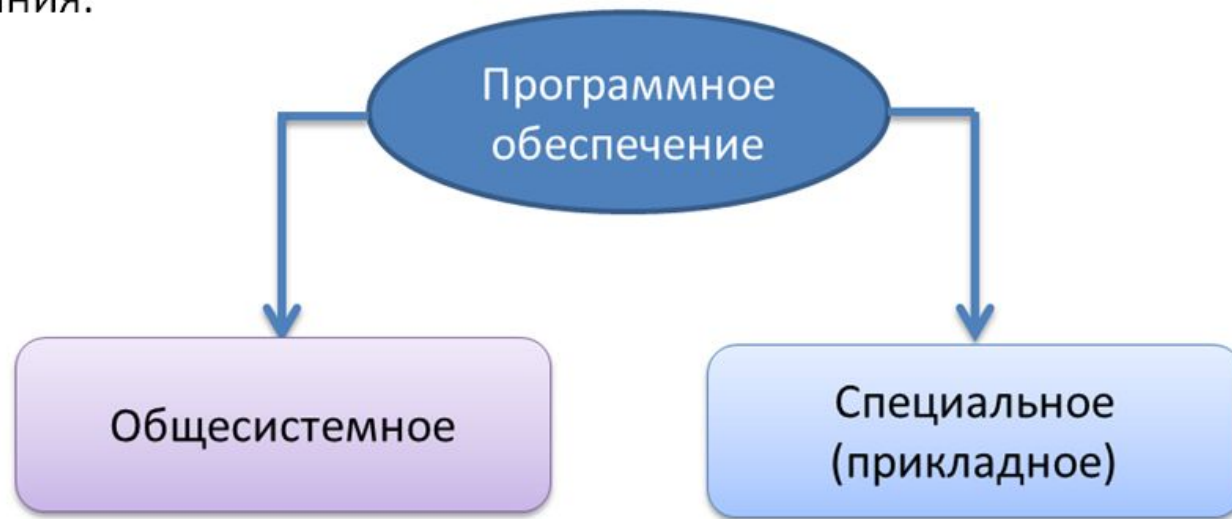 Программное
обеспечение
Общесистемное
Специальное
(прикладное)